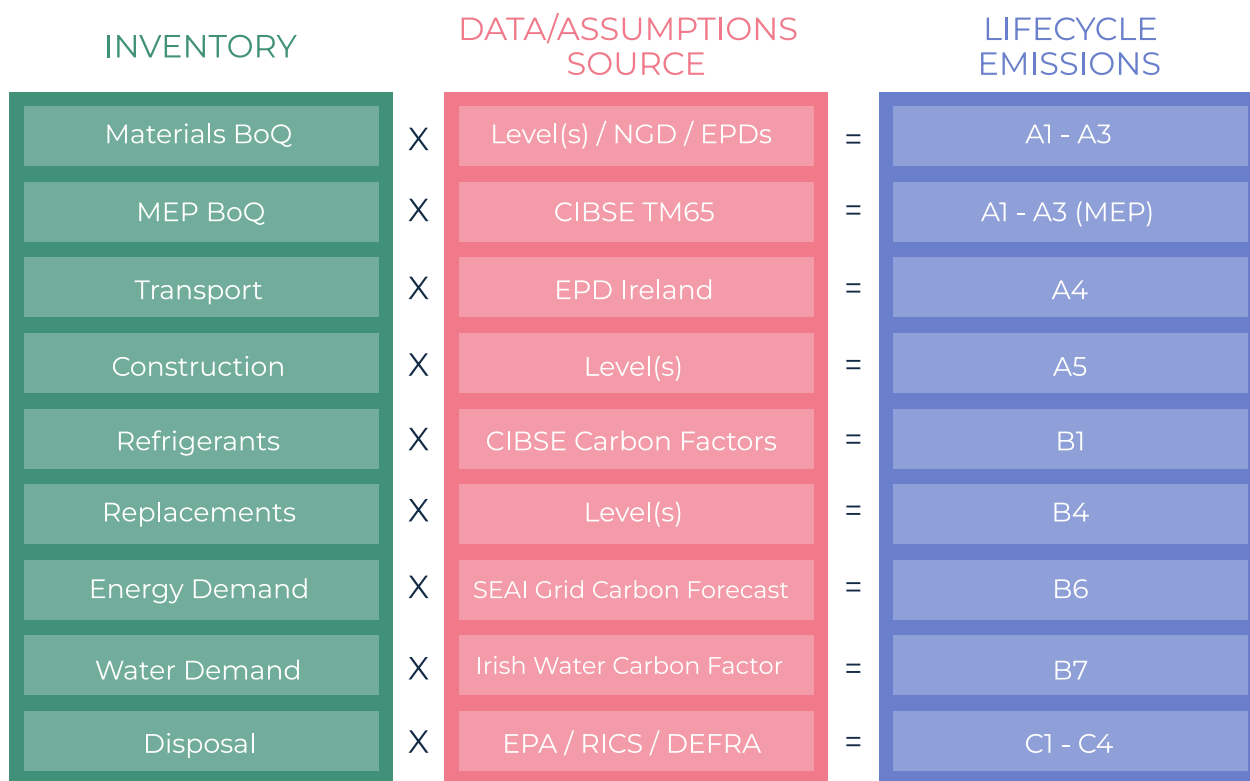 INVENTORY
DATA/ASSUMPTIONS
SOURCE
LIFECYCLE
EMISSIONS
Materials BoQ X Level(s) / NGD / EPDs = A1 - A3
MEP BoQ X CIBSE TM65 = A1 - A3 (MEP)
Transport X EPD Ireland = A4
Construction X Level(s) = A5
Refrigerants X CIBSE Carbon Factors = B1
Replacements X Level(s) = B4
Energy Demand X SEAI Grid Carbon Forecast = B6
Water Demand X Irish Water Carbon Factor = B7
Disposal X EPA / RICS / DEFRA = C1 - C4